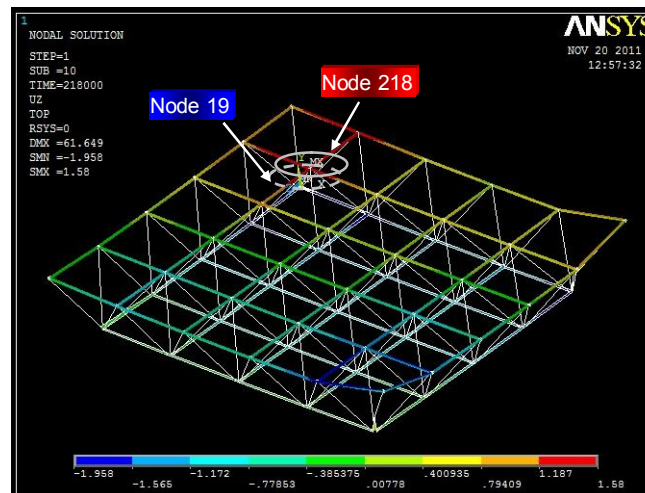 1
NODAL SOLUTION
STEP=1
SUB =10
TIME=218000
UZ
TOP
RSYS=0
DMX =61.649
SMN =-1.958
SMX =1.58
ANSYS
NOV 20 2011
12:57:32
Node 19
Node 218
Y
MX
X
-1.958
-1.565
-1.172
-.77853
-.385375
.00778
.400935
.79409
1.187
1.58